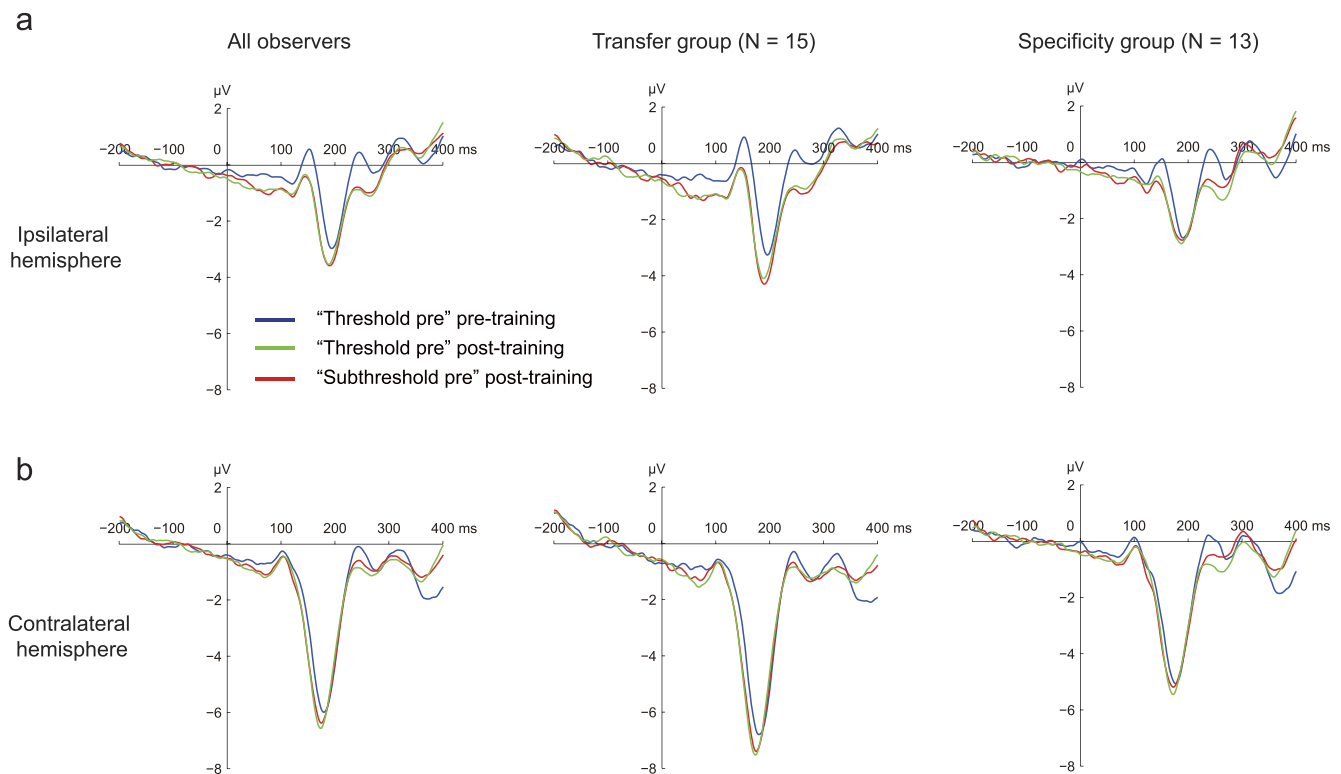 a
All observers
Transfer group (N = 15)
Specificity group (N = 13)
Ipsilateral
hemisphere
µV
2
−200 −100 0 100 200 300 400 ms
−2
−4
−6
−8
µV
2
−200 −100 0 100 200 300 400 ms
−2
−4
−6
−8
µV
2
−200 −100 0 100 200 300 400 ms
−2
−4
−6
−8
“Threshold pre” pre-training
“Threshold pre” post-training
“Subthreshold pre” post-training
b
Contralateral
hemisphere
µV
2
−200 −100 0 100 200 300 400 ms
−2
−4
−6
−8
µV
2
−200 −100 0 100 200 300 400 ms
−2
−4
−6
−8
µV
2
−200 −100 0 100 200 300 400 ms
−2
−4
−6
−8